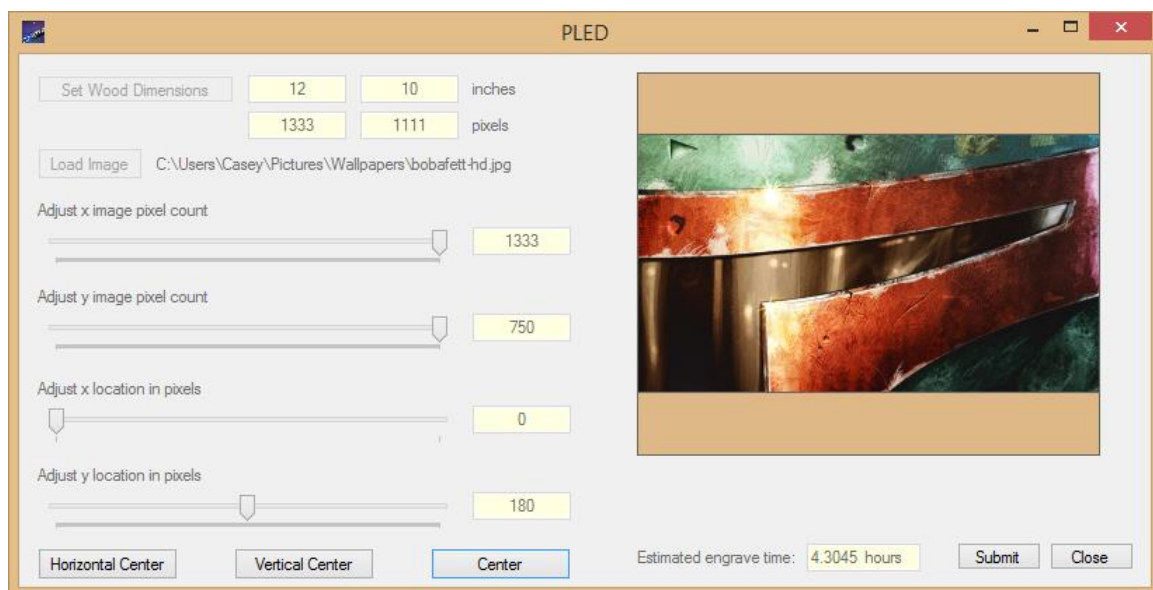 PLED
Set Wood Dimensions 12 10 inches
1333 1111 pixels
Load Image C:\Users\Casey\Pictures\Wallpapers\bobafett-hd.jpg
Adjust x image pixel count
1333
Adjust y image pixel count
750
Adjust x location in pixels
0
Adjust y location in pixels
180
Horizontal Center Vertical Center Center
Estimated engrave time: 4.3045 hours Submit Close